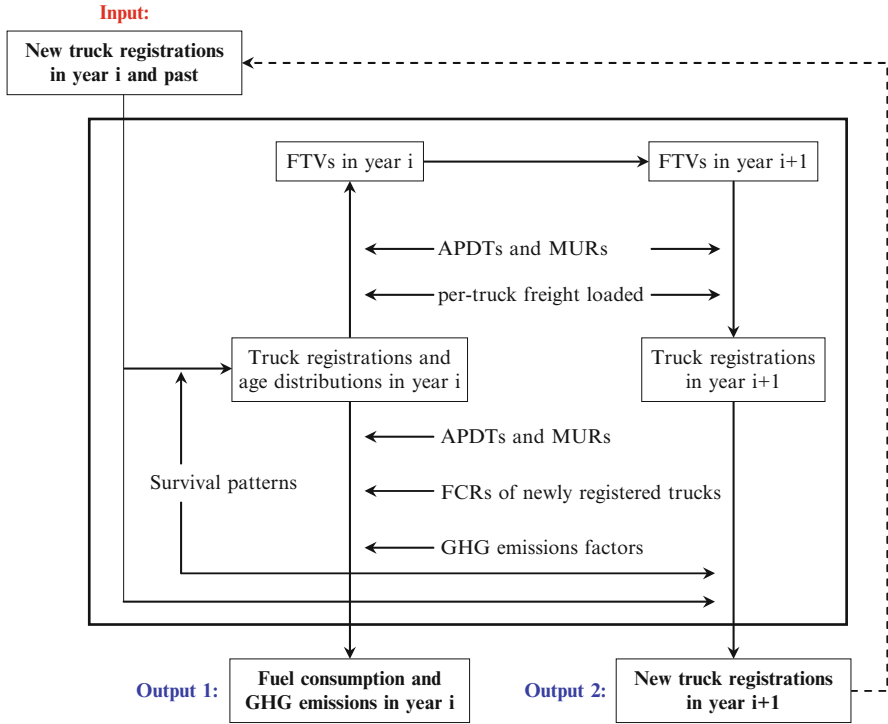 Input:
New truck registrations
in year i and past
FTVs in year i
FTVs in year i+1
APDTs and MURs
per-truck freight loaded
Truck registrations and
age distributions in year i
Truck registrations
in year i+1
APDTs and MURs
Survival patterns
FCRs of newly registered trucks
GHG emissions factors
Output 1:
Fuel consumption and
GHG emissions in year i
Output 2:
New truck registrations
in year i+1